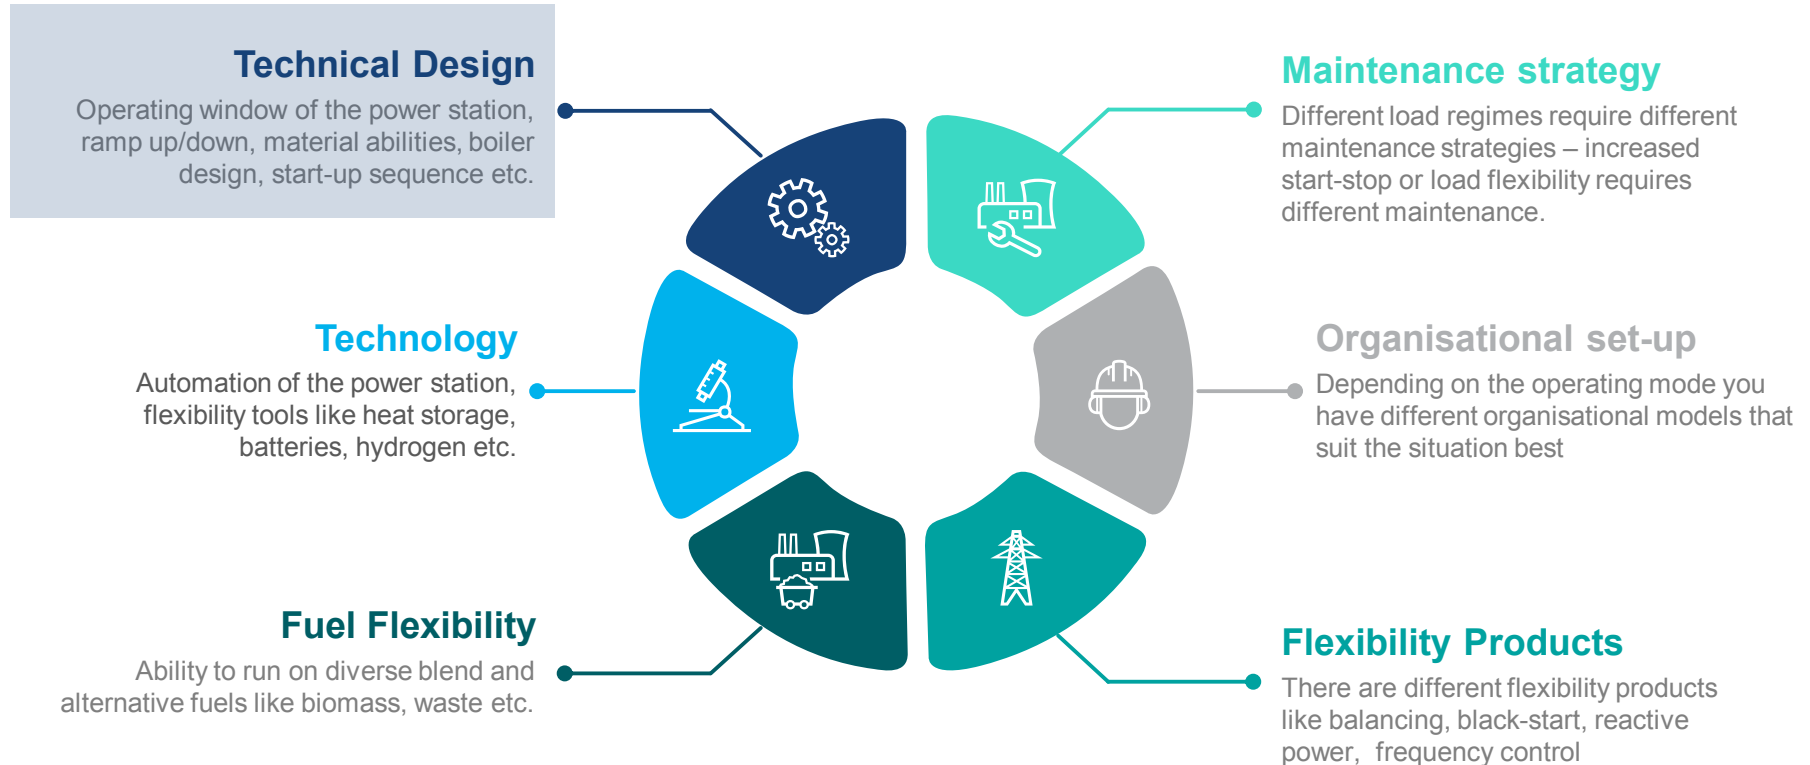 Technical Design
Operating window of the power station,
ramp up/down, material abilities, boiler
design, start-up sequence etc.
Technology
Automation of the power station,
flexibility tools like heat storage,
batteries, hydrogen etc.
Fuel Flexibility
Ability to run on diverse blend and
alternative fuels like biomass, waste etc.
Maintenance strategy
Different load regimes require different
maintenance strategies – increased
start-stop or load flexibility requires
different maintenance.
Organisational set-up
Depending on the operating mode you
have different organisational models that
suit the situation best
Flexibility Products
There are different flexibility products
like balancing, black-start, reactive
power, frequency control